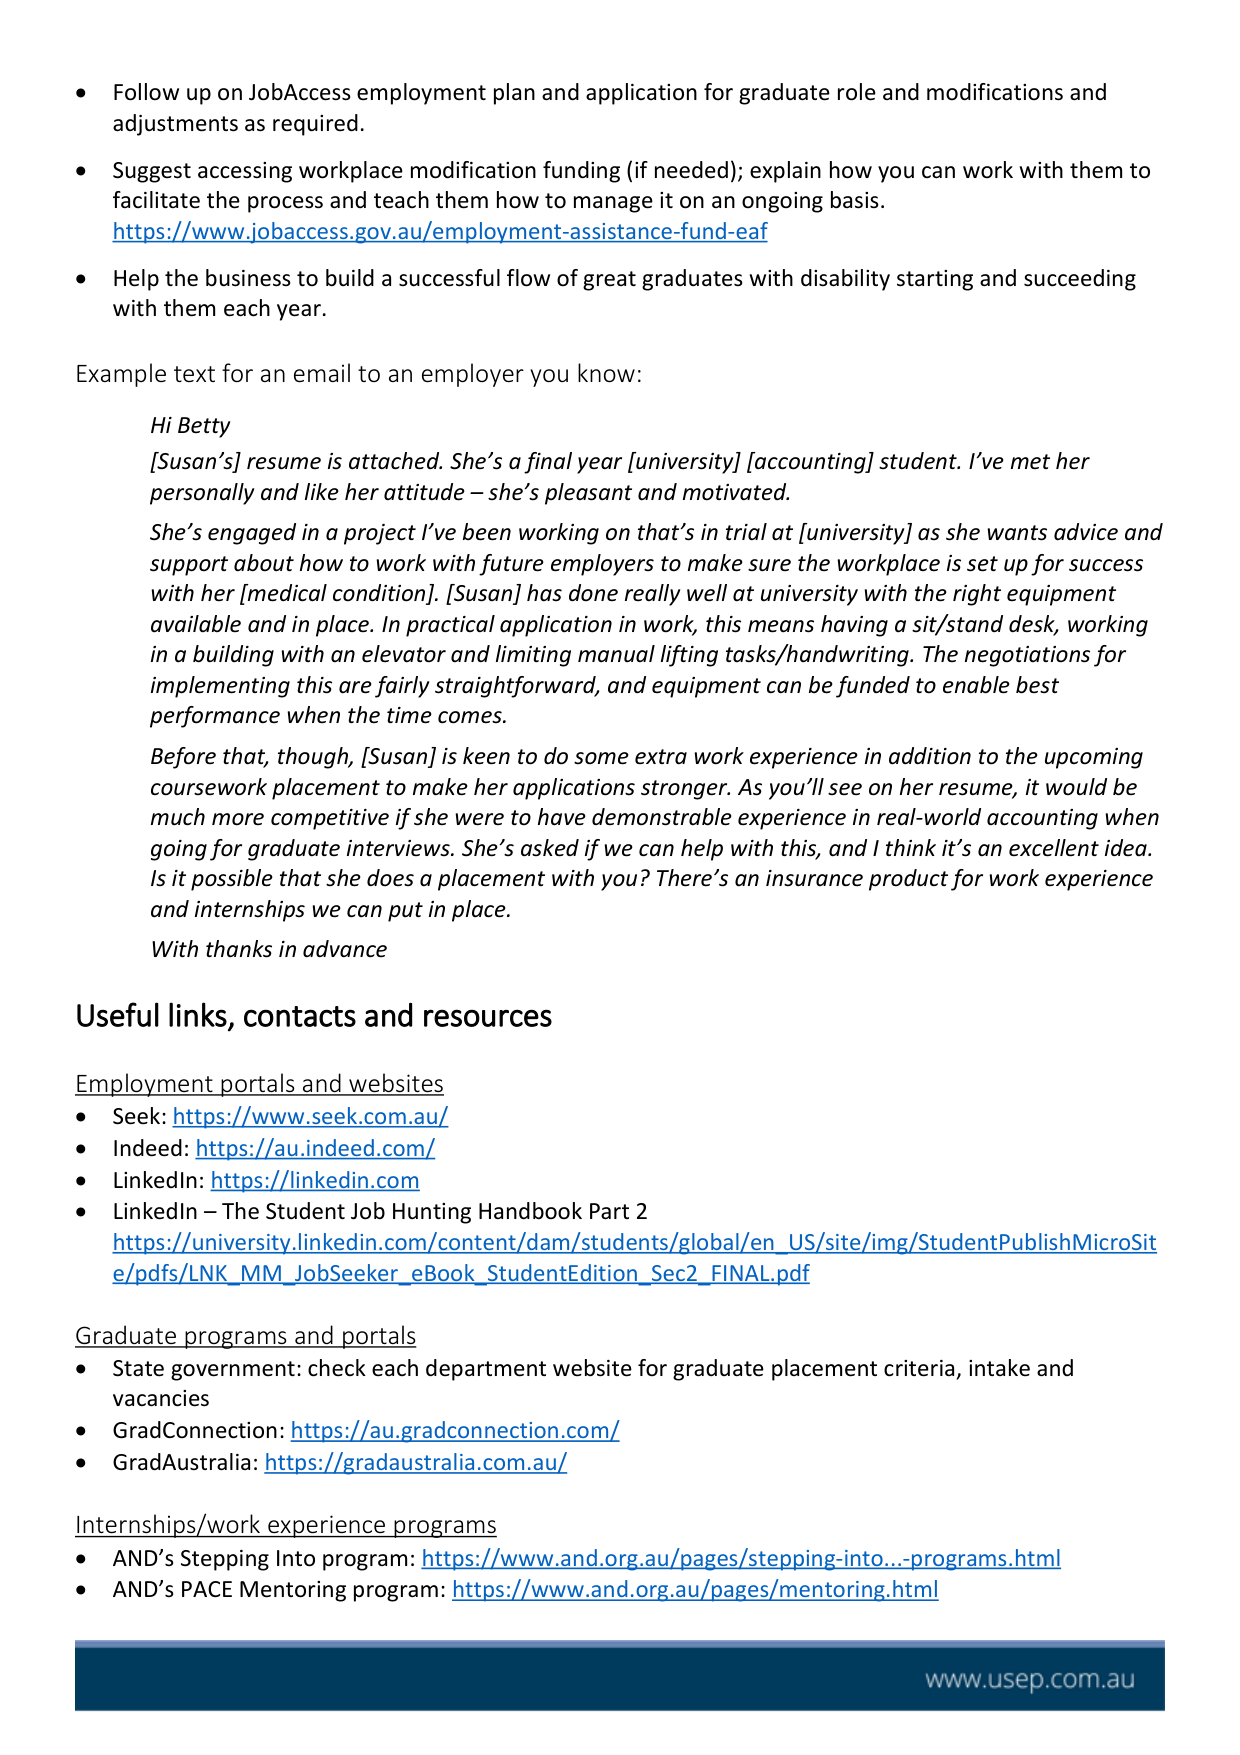 • Follow up on JobAccess employment plan and application for graduate role and modifications and
adjustments as required.
• Suggest accessing workplace modification funding (if needed); explain how you can work with them to
facilitate the process and teach them how to manage it on an ongoing basis.
https://www.jobaccess.gov.au/employment-assistance-fund-eaf
• Help the business to build a successful flow of great graduates with disability starting and succeeding
with them each year.
Example text for an email to an employer you know:
Hi Betty
[Susan’s] resume is attached. She’s a final year [university] [accounting] student. I’ve met her
personally and like her attitude – she’s pleasant and motivated.
She’s engaged in a project I’ve been working on that’s in trial at [university] as she wants advice and
support about how to work with future employers to make sure the workplace is set up for success
with her [medical condition]. [Susan] has done really well at university with the right equipment
available and in place. In practical application in work, this means having a sit/stand desk, working
in a building with an elevator and limiting manual lifting tasks/handwriting. The negotiations for
implementing this are fairly straightforward, and equipment can be funded to enable best
performance when the time comes.
Before that, though, [Susan] is keen to do some extra work experience in addition to the upcoming
coursework placement to make her applications stronger. As you’ll see on her resume, it would be
much more competitive if she were to have demonstrable experience in real-world accounting when
going for graduate interviews. She’s asked if we can help with this, and I think it’s an excellent idea.
Is it possible that she does a placement with you? There’s an insurance product for work experience
and internships we can put in place.
With thanks in advance
Useful links, contacts and resources
Employment portals and websites
• Seek: https://www.seek.com.au/
• Indeed: https://au.indeed.com/
• LinkedIn: https://linkedin.com
• LinkedIn – The Student Job Hunting Handbook Part 2
https://university.linkedin.com/content/dam/students/global/en_US/site/img/StudentPublishMicroSit
e/pdfs/LNK_MM_JobSeeker_eBook_StudentEdition_Sec2_FINAL.pdf
Graduate programs and portals
• State government: check each department website for graduate placement criteria, intake and
vacancies
• GradConnection: https://au.gradconnection.com/
• GradAustralia: https://gradaustralia.com.au/
Internships/work experience programs
• AND’s Stepping Into program: https://www.and.org.au/pages/stepping-into...-programs.html
• AND’s PACE Mentoring program: https://www.and.org.au/pages/mentoring.html
www.usep.com.au